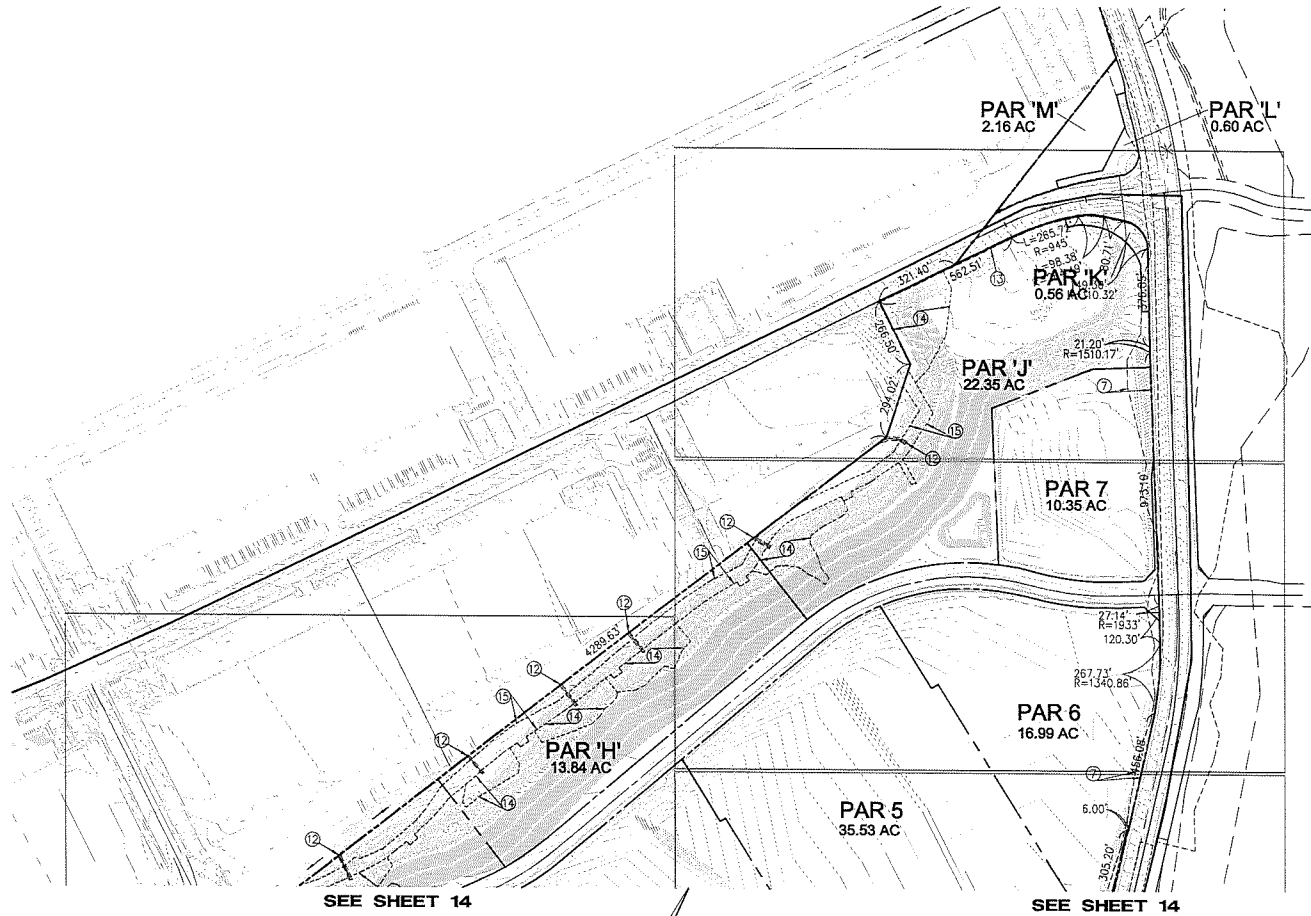 PAR 'M'
2.16 AC
PAR 'L'
0.60 AC
L=265.72'
R=945'
L=98.38'
321.40'
562.51'
13
PAR 'K'
0.56 AC
266.50'
14
21.20'
R=1510.17'
PAR 'J'
22.35 AC
7
294.02'
15
13
PAR 7
10.35 AC
973.10'
12
14
15
12
4289.63'
14
27.14'
R=1933'
120.30'
12
267.73'
R=1340.86'
15
14
PAR 6
16.99 AC
12
PAR 'H'
13.84 AC
7
14
PAR 5
35.53 AC
6.00'
12
305.20'
SEE SHEET 14
SEE SHEET 14